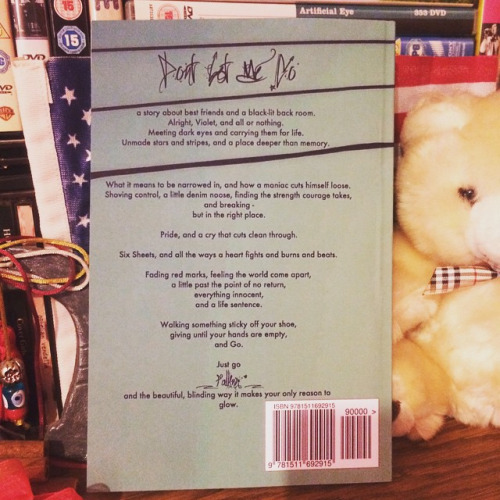 Artificial Eye
353 DVD
DVD
15
15
DVD
Dont Let Me Go
a story about best friends and a black-lit back room.
Alright, Violet, and all or nothing.
Meeting dark eyes and carrying them for life.
Unmade stars and stripes, and a place deeper than memory.
What it means to be narrowed in, and how a maniac cuts himself loose.
Shoving control, a little denim noose, finding the strength courage takes,
and breaking -
but in the right place.
Pride, and a cry that cuts clean through.
Six Sheets, and all the ways a heart fights and burns and beats.
Fading red marks, feeling the world come apart,
a little past the point of no return,
everything innocent,
and a life sentence.
Walking something sticky off your shoe,
giving until your hands are empty,
and Go.
Just go
and the beautiful, blinding way it makes your only reason to
glow.
ISBN 9781511692915
90000 >
9 781511 692915